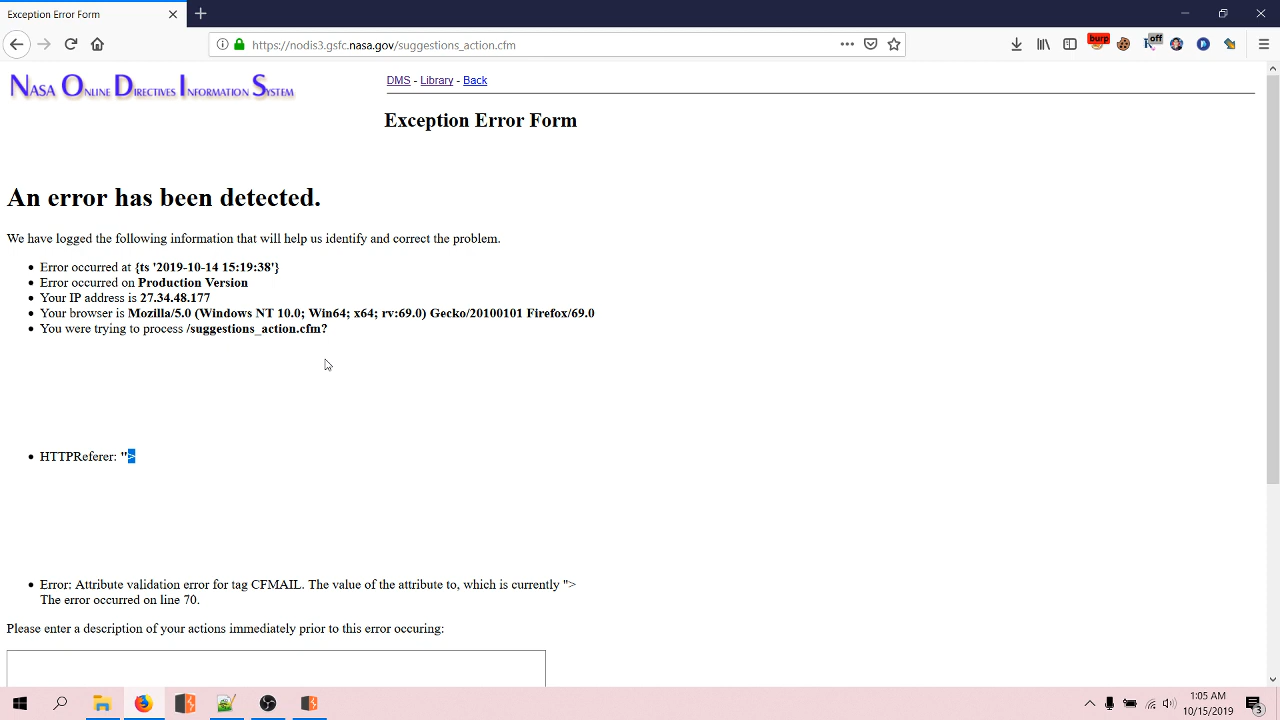 Exception Error Form
https://nodis3.gsfc.nasa.gov/suggestions_action.cfm
burp
off
NASA ONLINE DIRECTIVES INFORMATION SYSTEM
DMS - Library - Back
Exception Error Form
An error has been detected.
We have logged the following information that will help us identify and correct the problem.
• Error occurred at {ts '2019-10-14 15:19:38'}
• Error occurred on Production Version
• Your IP address is 27.34.48.177
• Your browser is Mozilla/5.0 (Windows NT 10.0; Win64; x64; rv:69.0) Gecko/20100101 Firefox/69.0
• You were trying to process /suggestions_action.cfm?
• HTTPReferer: ">
• Error: Attribute validation error for tag CFMAIL. The value of the attribute to, which is currently ">
The error occurred on line 70.
Please enter a description of your actions immediately prior to this error occuring:
1:05 AM
10/15/2019
3